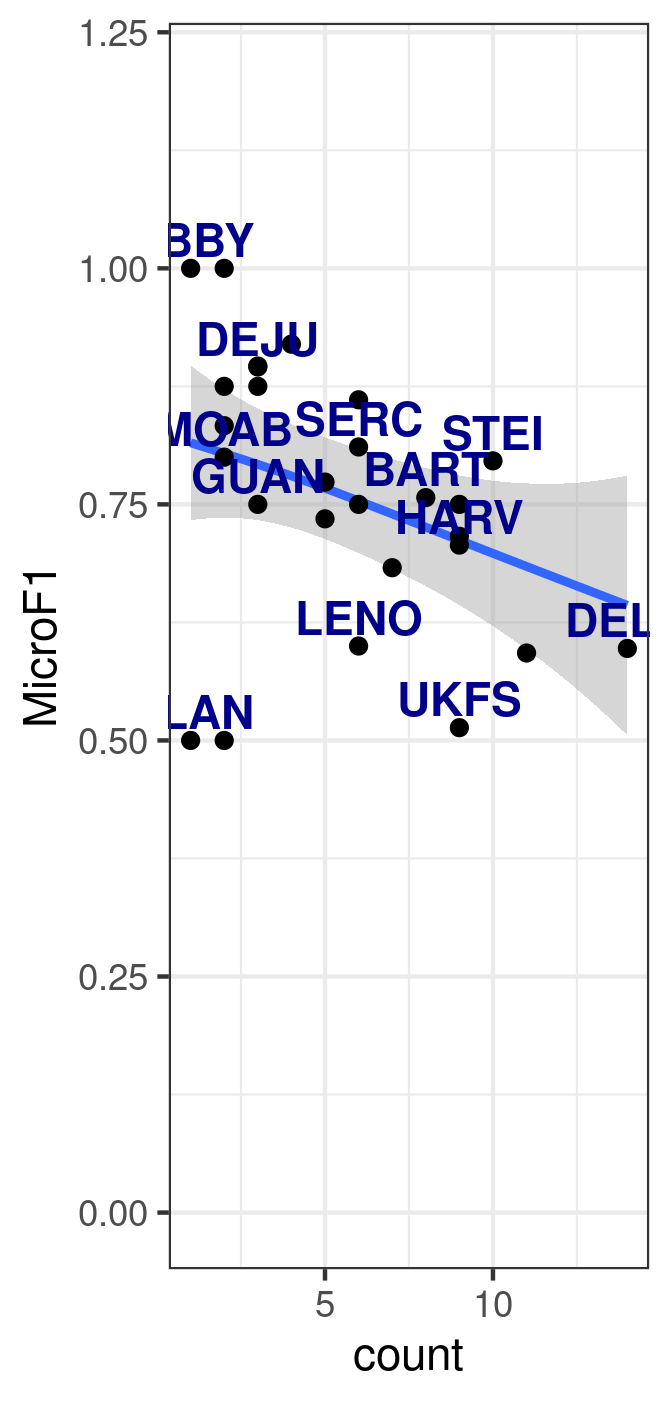 1.25
BBY
1.00
DEJU
MOAB
SERC
STEI
GUAN
BART
0.75
HARV
LENO
DEL
LAN
UKFS
0.50
0.25
0.00
MicroF1
5 10
count